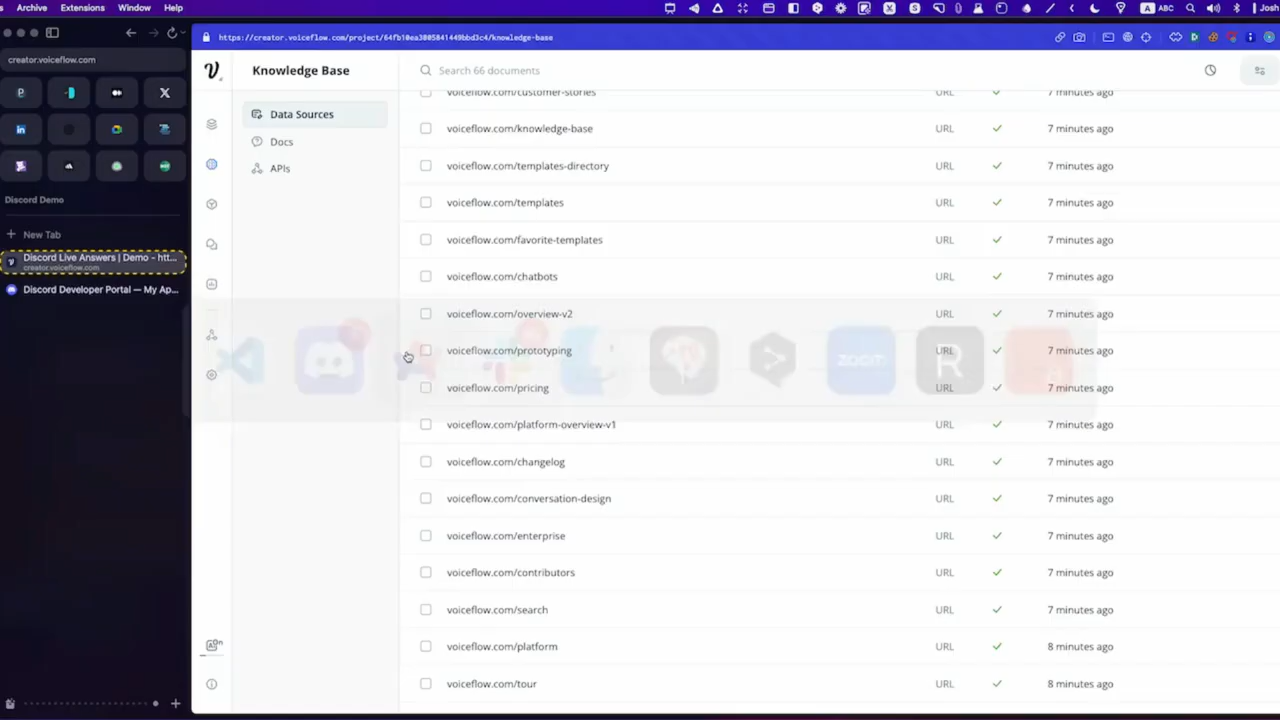 s Archive Extensions Window Help
ABC
Josh
creator.voiceflow.com
https://creator.voiceflow.com/project/64fb10ea3005841449bbd3c4/knowledge-base
Knowledge Base
Search 66 documents
Data Sources
Docs
APIs
Discord Demo
New Tab
Discord Live Answers | Demo - htt...
creator.voiceflow.com
Discord Developer Portal — My Ap...
voiceflow.com/customer-stories URL 7 minutes ago
voiceflow.com/knowledge-base URL 7 minutes ago
voiceflow.com/templates-directory URL 7 minutes ago
voiceflow.com/templates URL 7 minutes ago
voiceflow.com/favorite-templates URL 7 minutes ago
voiceflow.com/chatbots URL 7 minutes ago
voiceflow.com/overview-v2 URL 7 minutes ago
voiceflow.com/prototyping URL 7 minutes ago
zoom
R
voiceflow.com/pricing URL 7 minutes ago
voiceflow.com/platform-overview-v1 URL 7 minutes ago
voiceflow.com/changelog URL 7 minutes ago
voiceflow.com/conversation-design URL 7 minutes ago
voiceflow.com/enterprise URL 7 minutes ago
voiceflow.com/contributors URL 7 minutes ago
voiceflow.com/search URL 7 minutes ago
voiceflow.com/platform URL 8 minutes ago
voiceflow.com/tour URL 8 minutes ago